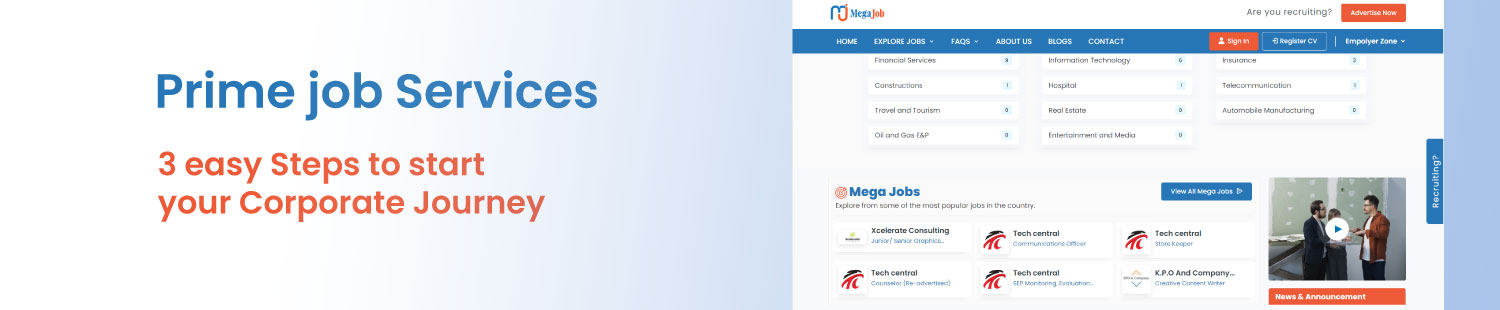 Prime job Services
3 easy Steps to start
your Corporate Journey
MegaJob
Are you recruiting?
Advertise Now
HOME EXPLORE JOBS FAQS ABOUT US BLOGS CONTACT
Sign In
Register CV
Empolyer Zone
Financial Services 9
Information Technology 6
Insurance 2
Constructions 1
Hospital 1
Telecommunication 1
Travel and Tourism 0
Real Estate 0
Automobile Manufacturing 0
Oil and Gas E&P 0
Entertainment and Media 0
Recruiting?
Mega Jobs
View All Mega Jobs
Explore from some of the most popular jobs in the country.
Xcelerate Consulting
Junior/ Senior Graphics...
Tech central
Communications Officer
Tech central
Store Keeper
Tech central
Counselor (Re-advertised)
Tech central
SEP Monitoring, Evaluation...
K.P.O And Company...
Creative Content Writer
News & Announcement